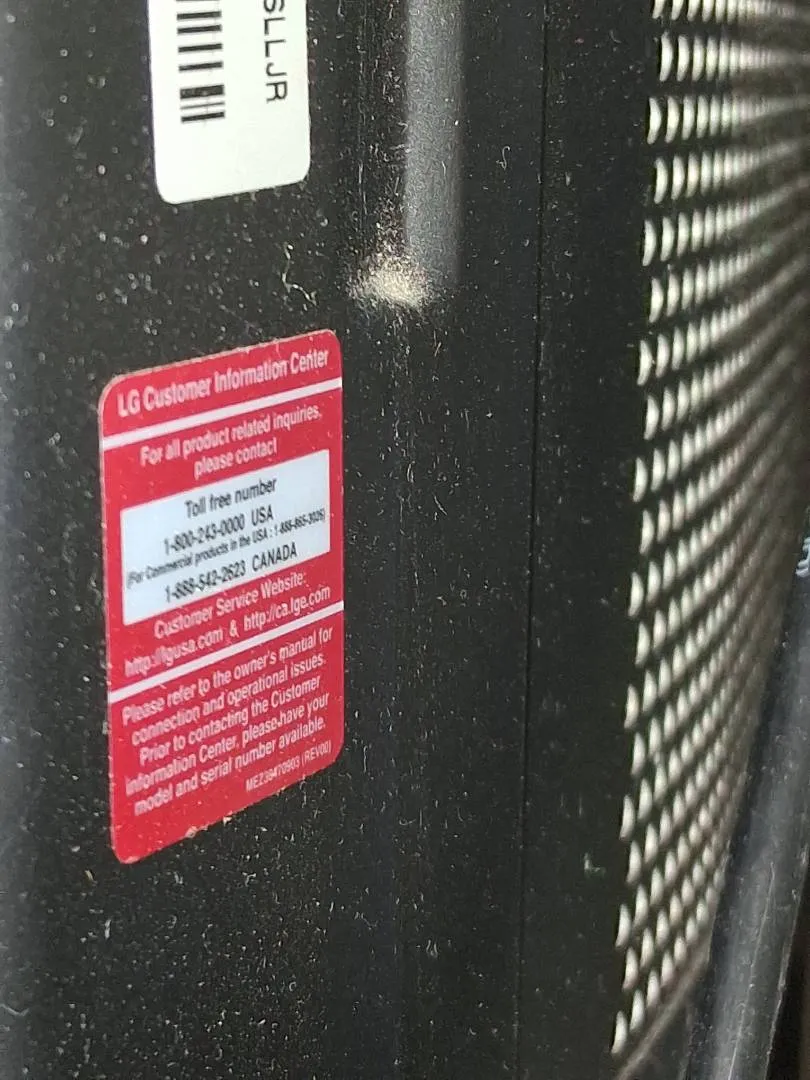 SLLJR
LG Customer Information Center
For all product related inquiries,
please contact
Toll free number
1-800-243-0000 USA
(For Commercial products in the USA : 1-888-865-3026)
1-888-542-2623 CANADA
Customer Service Website:
http://lgusa.com & http://ca.lge.com
Please refer to the owner's manual for
connection and operational issues.
Prior to contacting the Customer
Information Center, please have your
model and serial number available.
MEZ39470903 (REV00)